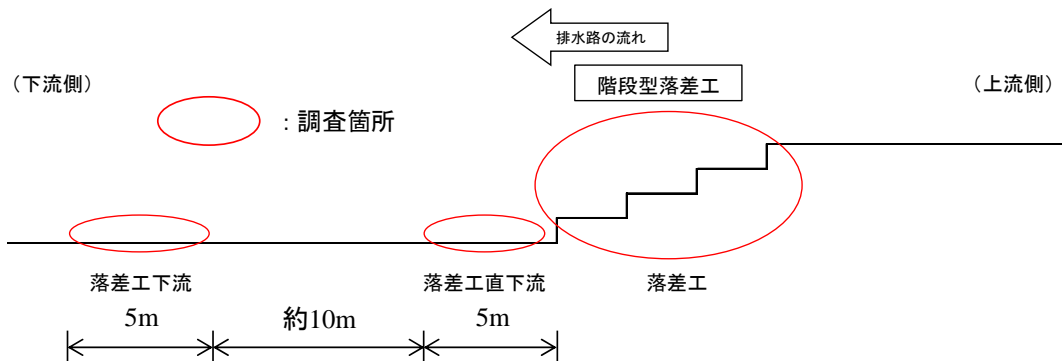 排水路の流れ
(下流側)
階段型落差工
(上流側)
:調査箇所
落差工下流
落差工直下流
落差工
5m
約10m
5m